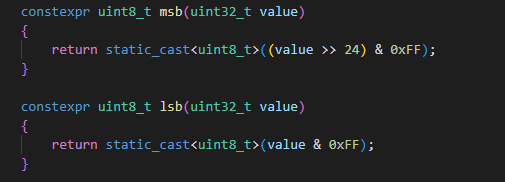 constexpr uint8_t msb(uint32_t value)
{
    return static_cast<uint8_t>((value >> 24) & 0xFF);
}
constexpr uint8_t lsb(uint32_t value)
{
    return static_cast<uint8_t>(value & 0xFF);
}